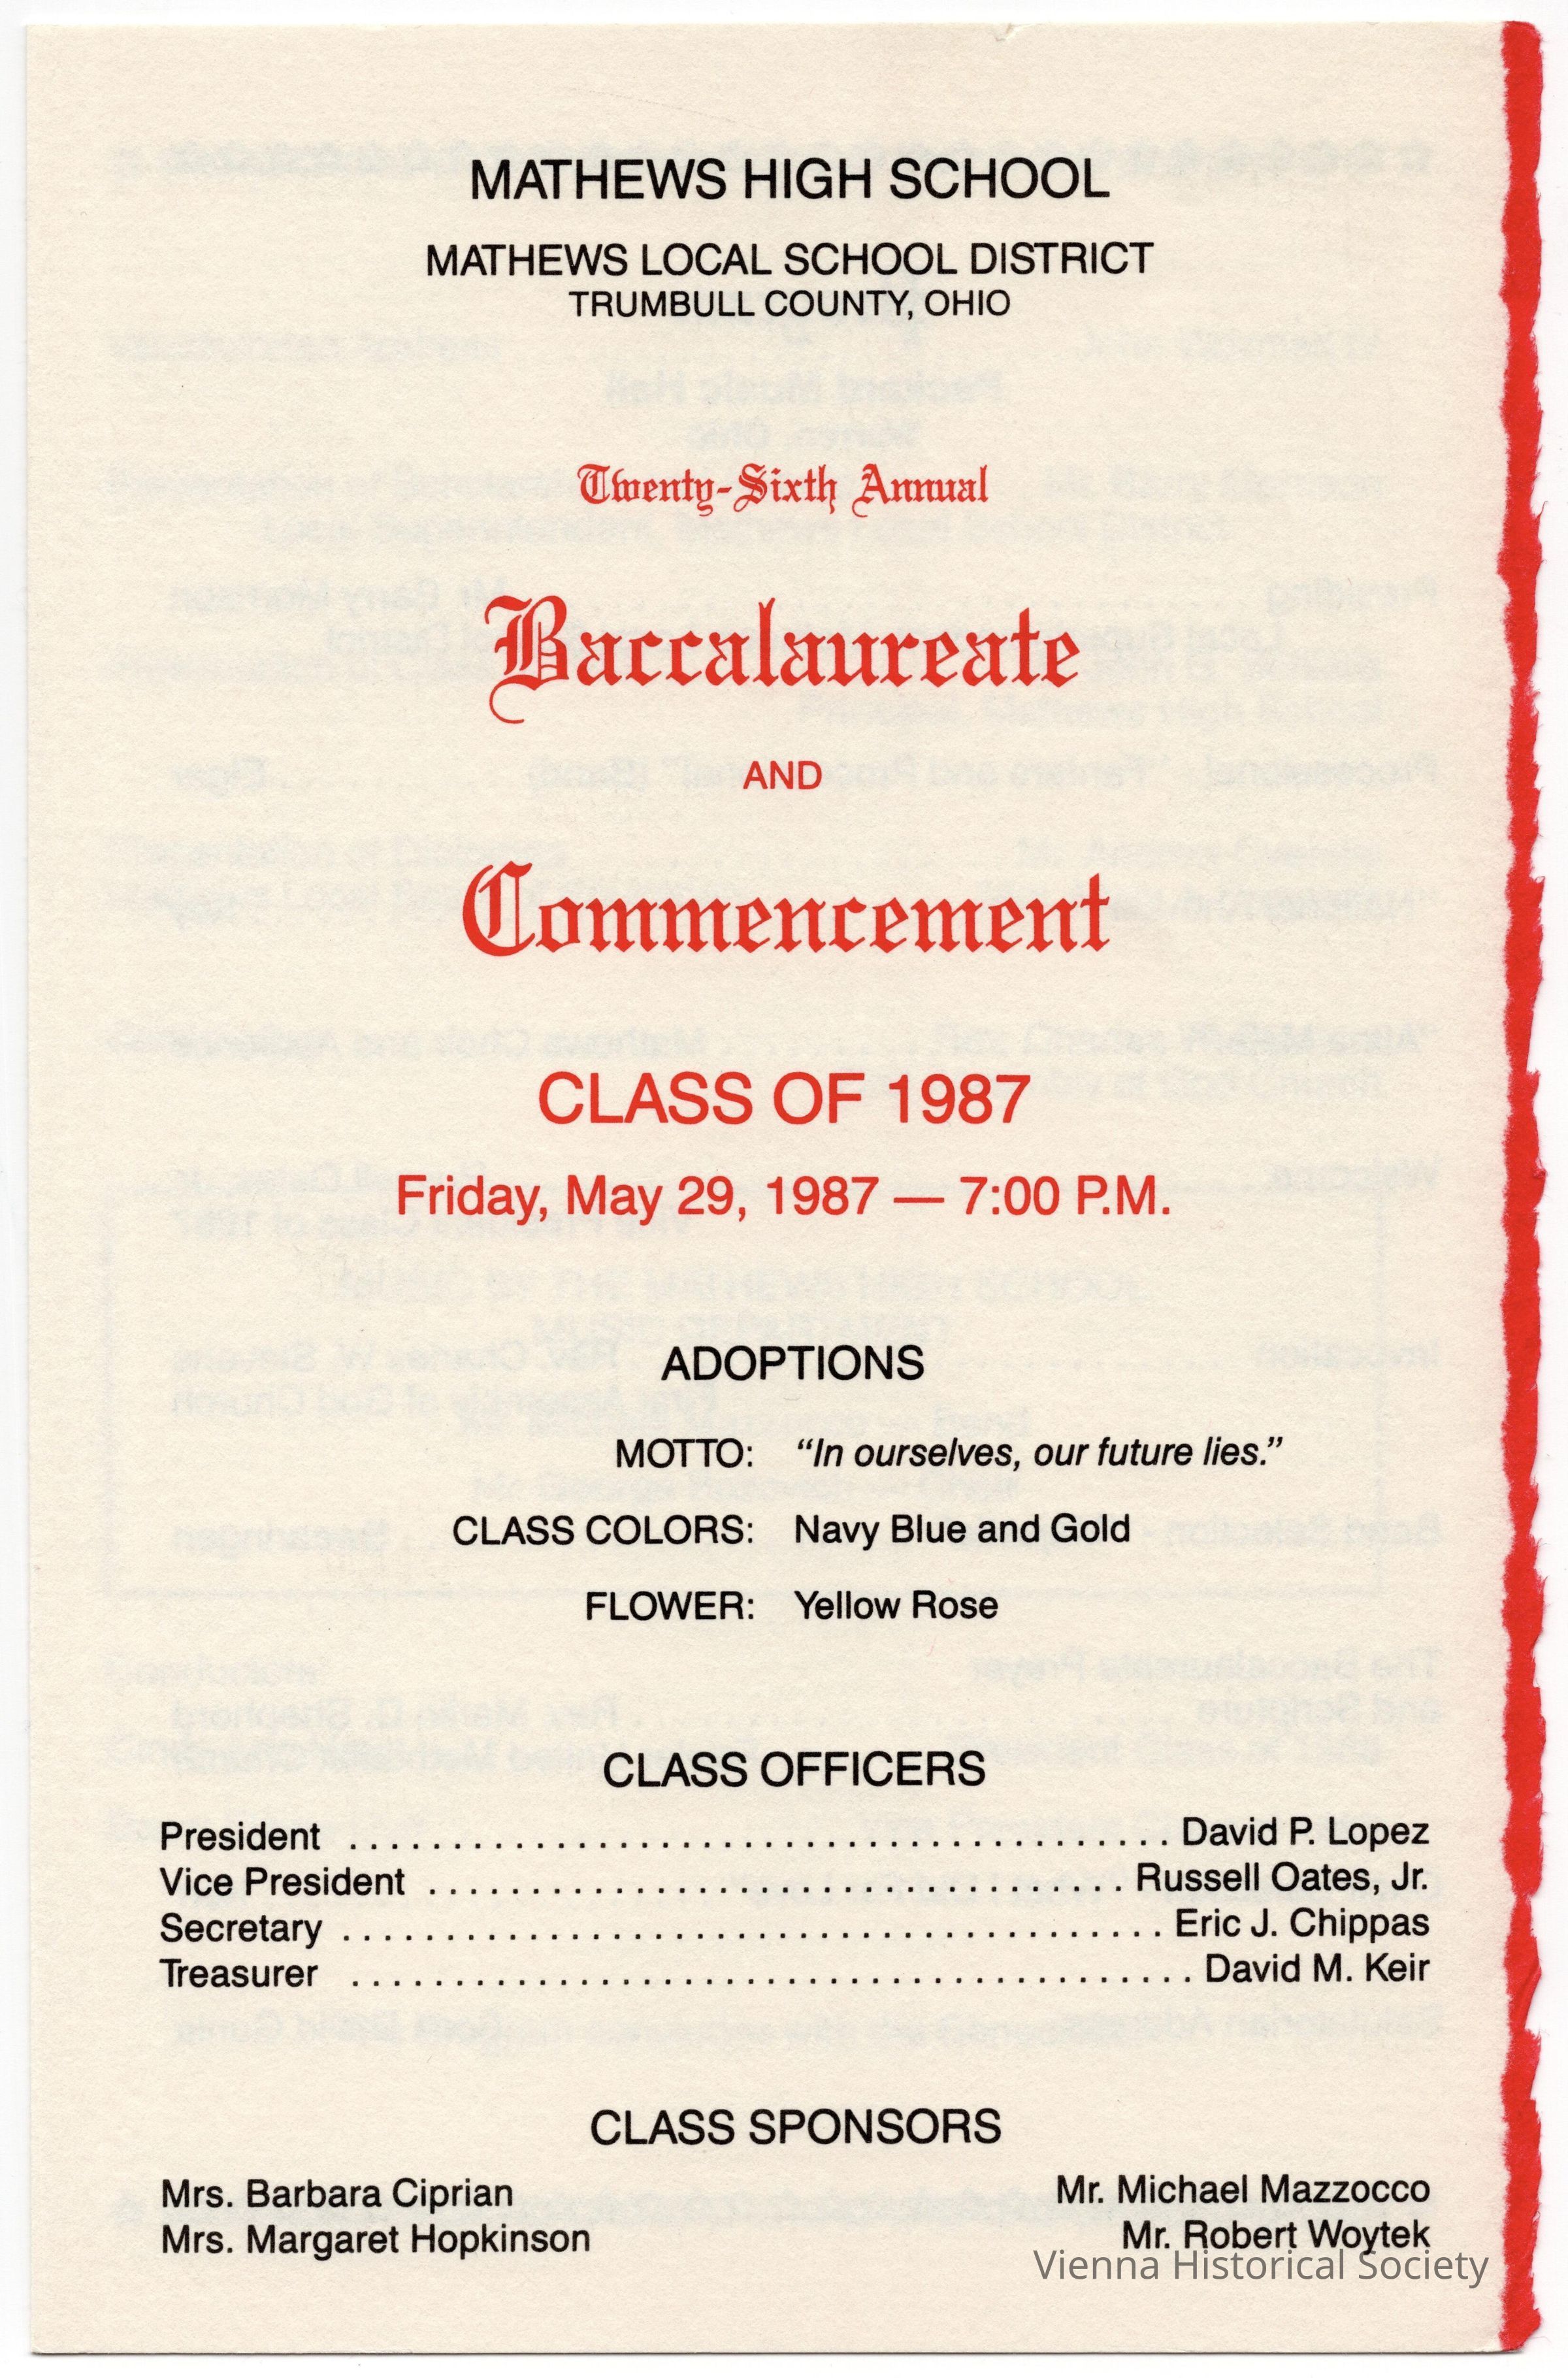 MATHEWS HIGH SCHOOL
MATHEWS LOCAL SCHOOL DISTRICT
TRUMBULL COUNTY, OHIO
Twenty-Sixth Annual
Baccalaureate
AND
Commencement
CLASS OF 1987
Friday, May 29, 1987 — 7:00 P.M.
ADOPTIONS
MOTTO: “In ourselves, our future lies.”
CLASS COLORS: Navy Blue and Gold
FLOWER: Yellow Rose
CLASS OFFICERS
President ........................................ David P. Lopez
Vice President .................................. Russell Oates, Jr.
Secretary ........................................ Eric J. Chippas
Treasurer ......................................... David M. Keir
CLASS SPONSORS
Mrs. Barbara Ciprian Mr. Michael Mazzocco
Mrs. Margaret Hopkinson Mr. Robert Woytek
Vienna Historical Society